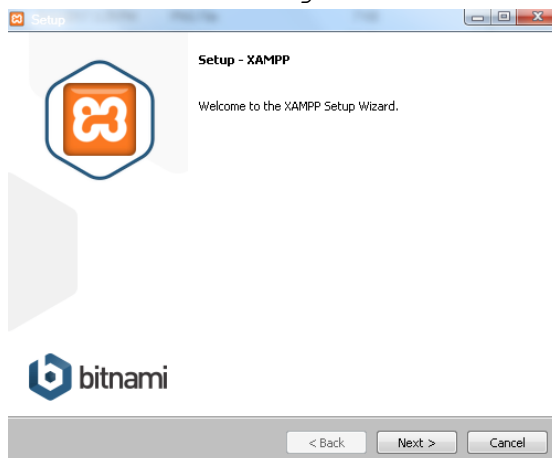 Setup
Setup - XAMPP
Welcome to the XAMPP Setup Wizard.
bitnami
< Back
Next >
Cancel